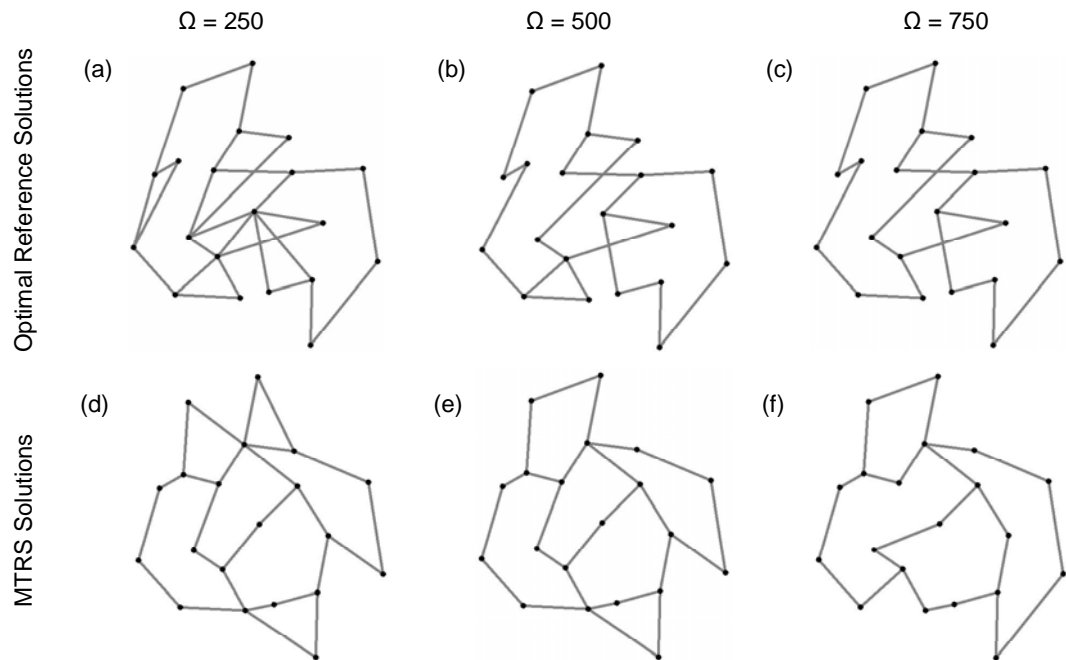 Ω = 250
Ω = 500
Ω = 750
Optimal Reference Solutions
(a)
(b)
(c)
MTRS Solutions
(d)
(e)
(f)